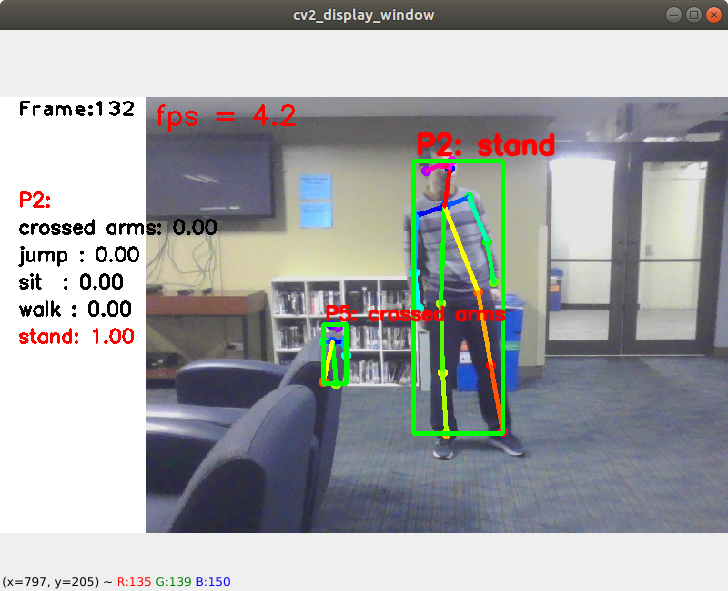 cv2_display_window
Frame:132
fps = 4.2
P2: stand
P2:
crossed arms: 0.00
jump : 0.00
sit : 0.00
walk : 0.00
P5: crossed arms
stand: 1.00
(x=797, y=205) ~ R:135 G:139 B:150